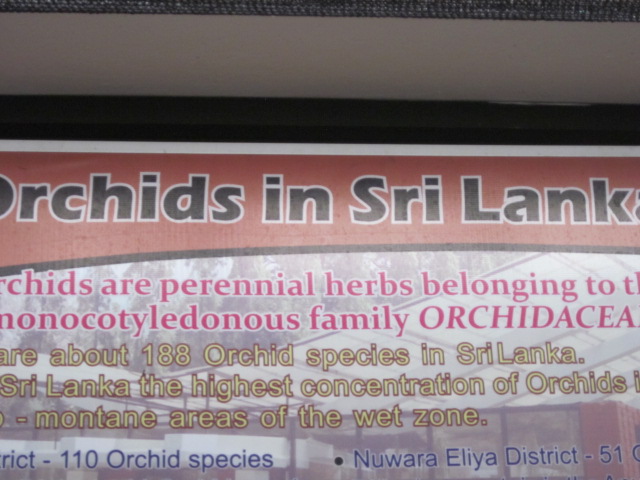 Orchids in Sri Lanka
rchids are perennial herbs belonging to th
monocotyledonous family ORCHIDACEA
are about 188 Orchid species in Sri Lanka.
Sri Lanka the highest concentration of Orchids i
- montane areas of the wet zone.
trict - 110 Orchid species
• Nuwara Eliya District - 51 O